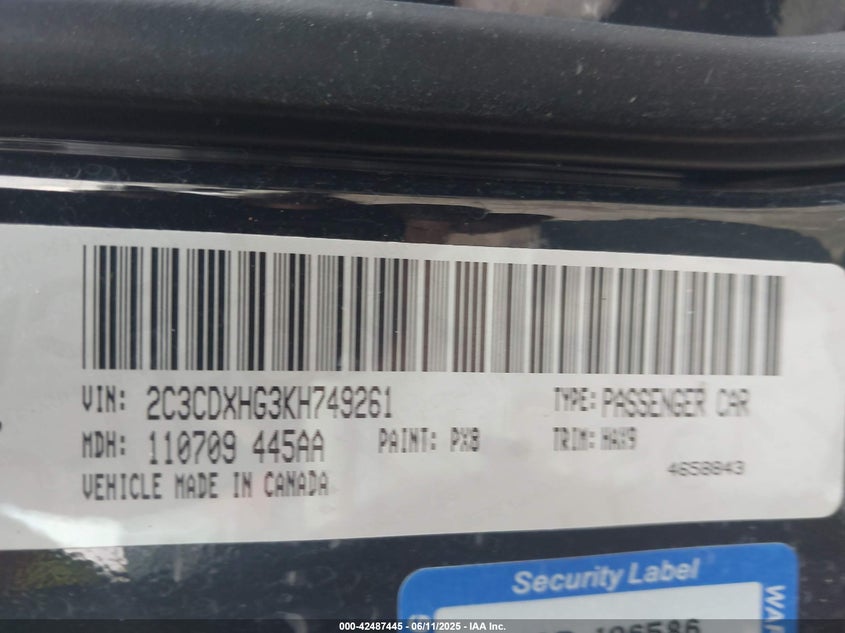 VIN: 2C3CDXHG3KH749261 TYPE: PASSENGER CAR
MDH: 110709 445AA PAINT: PX8 TRIM: HAX9
4658843
VEHICLE MADE IN CANADA
Security Label
000-42487445 - 06/11/2025 - IAA Inc.